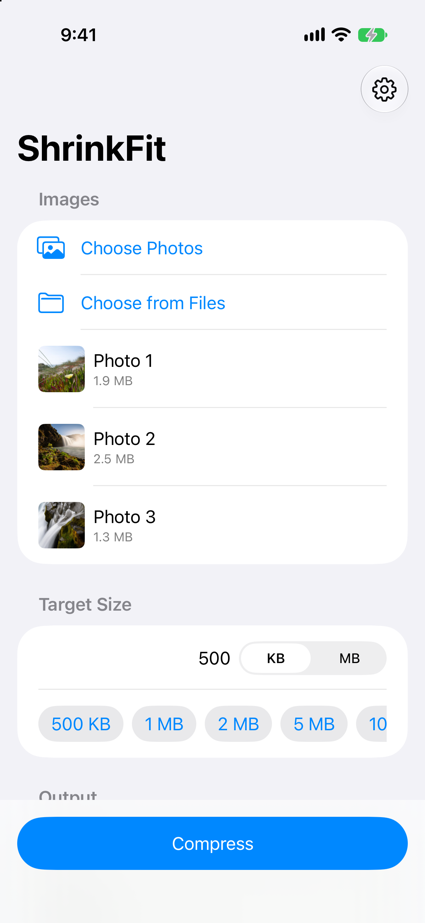 9:41
ShrinkFit
Images
Choose Photos
Choose from Files
Photo 1
1.9 MB
Photo 2
2.5 MB
Photo 3
1.3 MB
Target Size
500 KB MB
500 KB 1 MB 2 MB 5 MB 10
Output
Compress